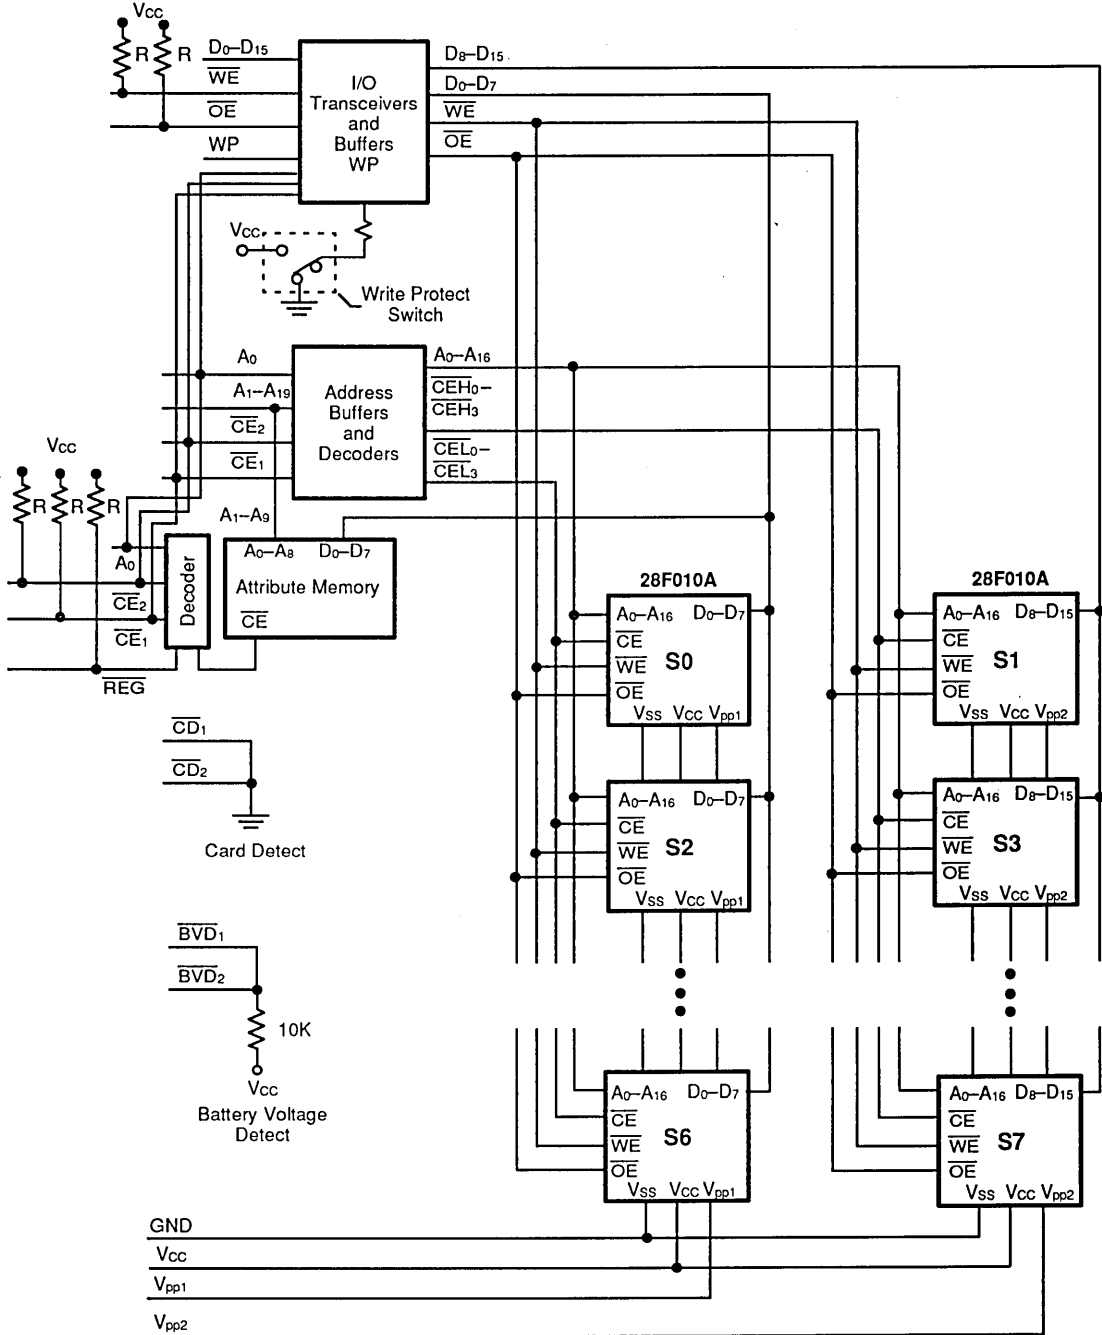 Vcc
R R
D0–D15
WE
OE
WP
I/O
Transceivers
and
Buffers
WP
D8–D15
D0–D7
WE
OE
Vcc
Write Protect
Switch
A0
A1–A19
CE2
CE1
Address
Buffers
and
Decoders
A0–A16
CEH0–
CEH3
CEL0–
CEL3
Vcc
R R R
A1–A9
A0
CE2
CE1
REG
Decoder
A0–A8 D0–D7
Attribute Memory
CE
28F010A
A0–A16 D0–D7
CE
S0
WE
OE
VSS VCC Vpp1
28F010A
A0–A16 D8–D15
CE
S1
WE
OE
VSS VCC Vpp2
CD1
CD2
Card Detect
A0–A16 D0–D7
CE
S2
WE
OE
VSS VCC Vpp1
A0–A16 D8–D15
CE
S3
WE
OE
VSS VCC Vpp2
BVD1
BVD2
10K
Vcc
Battery Voltage
Detect
A0–A16 D0–D7
CE
S6
WE
OE
VSS VCC Vpp1
A0–A16 D8–D15
CE
S7
WE
OE
VSS VCC Vpp2
GND
Vcc
Vpp1
Vpp2